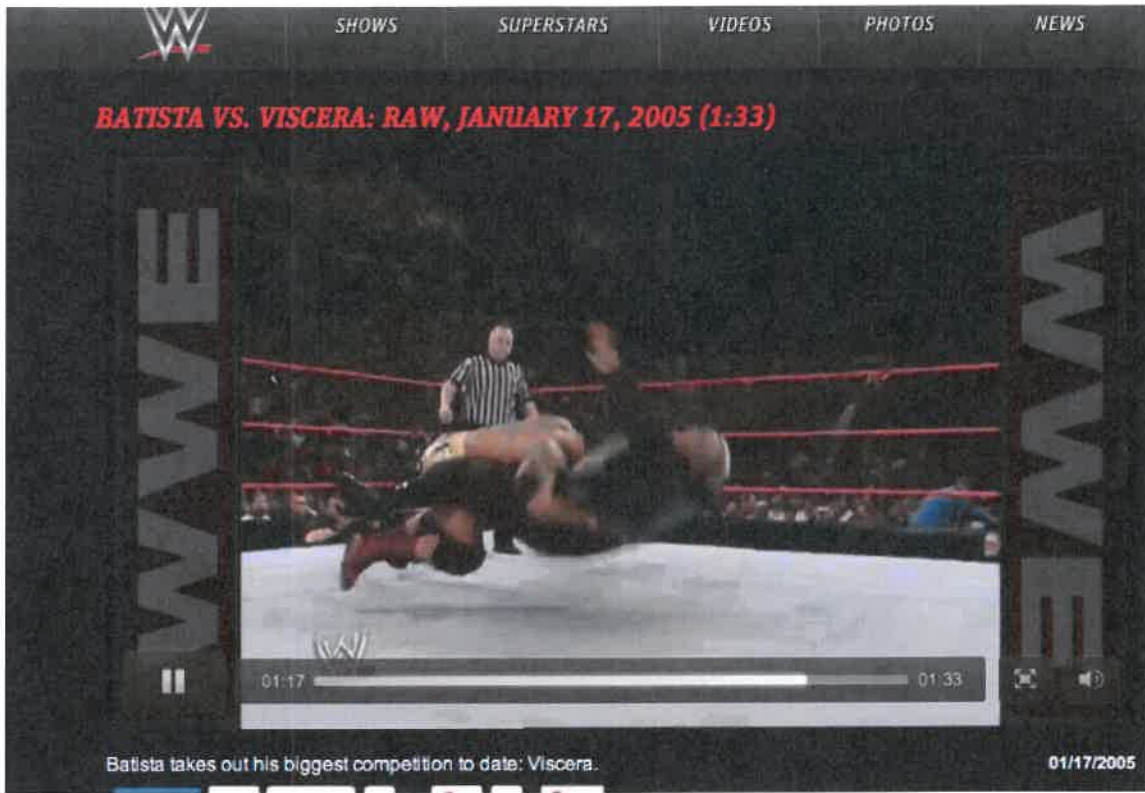 W
SHOWS SUPERSTARS VIDEOS PHOTOS NEWS
BATISTA VS. VISCERA: RAW, JANUARY 17, 2005 (1:33)
WWE
WWE
W
01:17 01:33
Batista takes out his biggest competition to date: Viscera.
01/17/2005